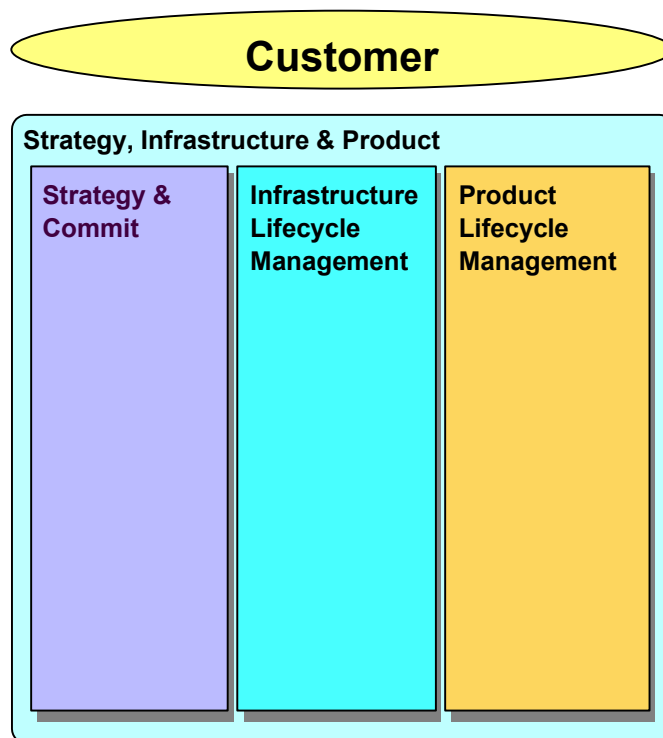 Customer
Strategy, Infrastructure & Product
Strategy &
Commit
Infrastructure
Lifecycle
Management
Product
Lifecycle
Management